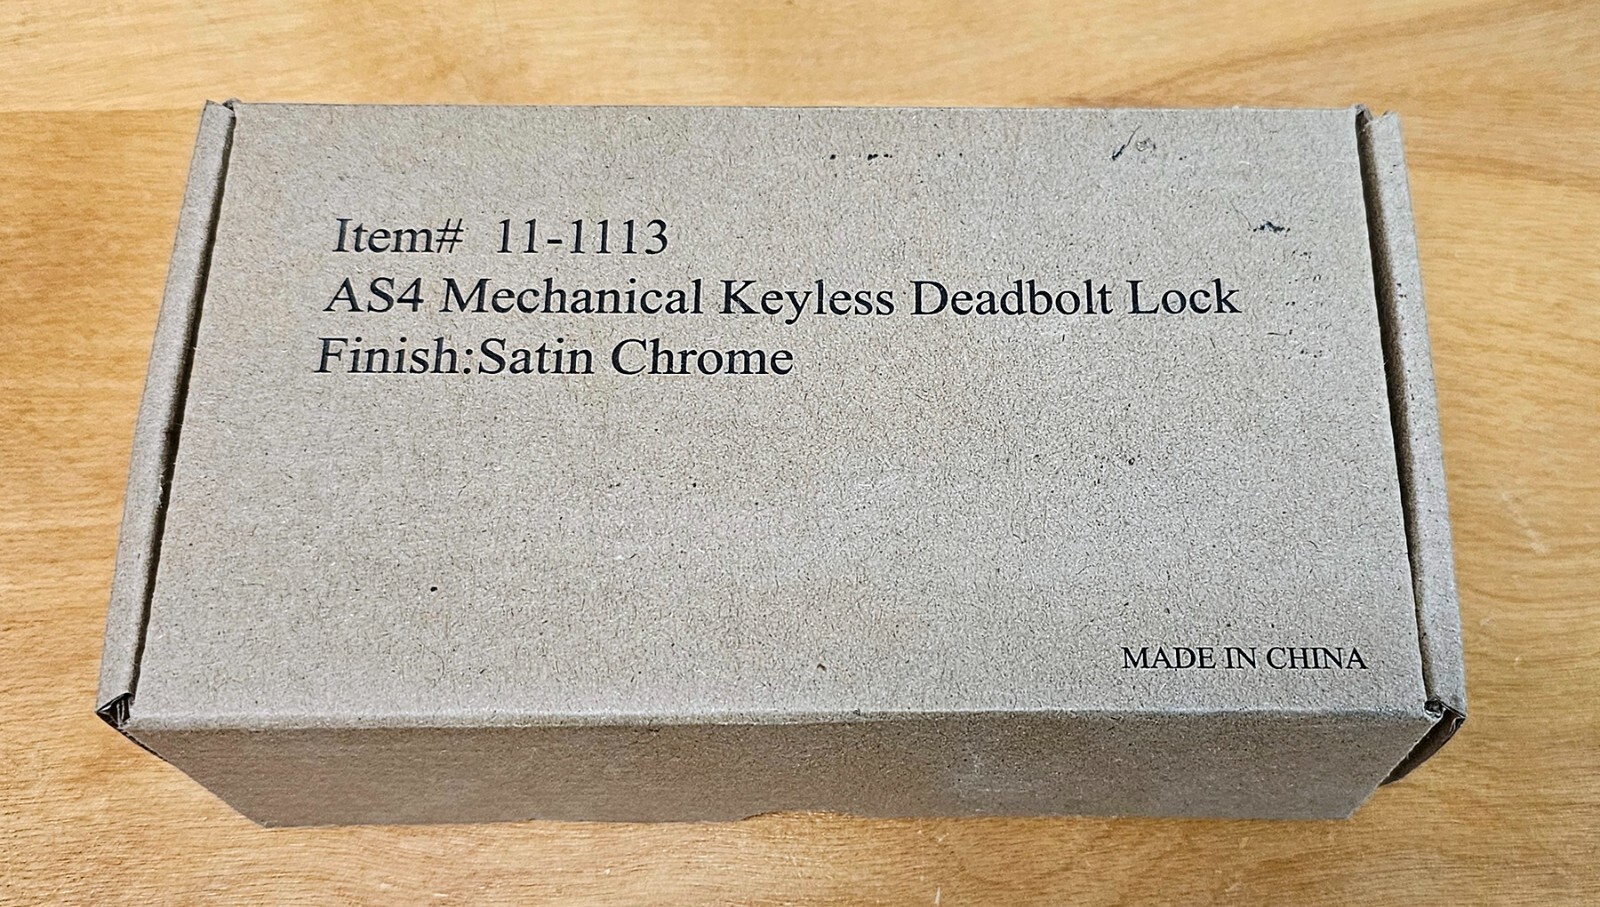 Item# 11-1113
AS4 Mechanical Keyless Deadbolt Lock
Finish:Satin Chrome
MADE IN CHINA